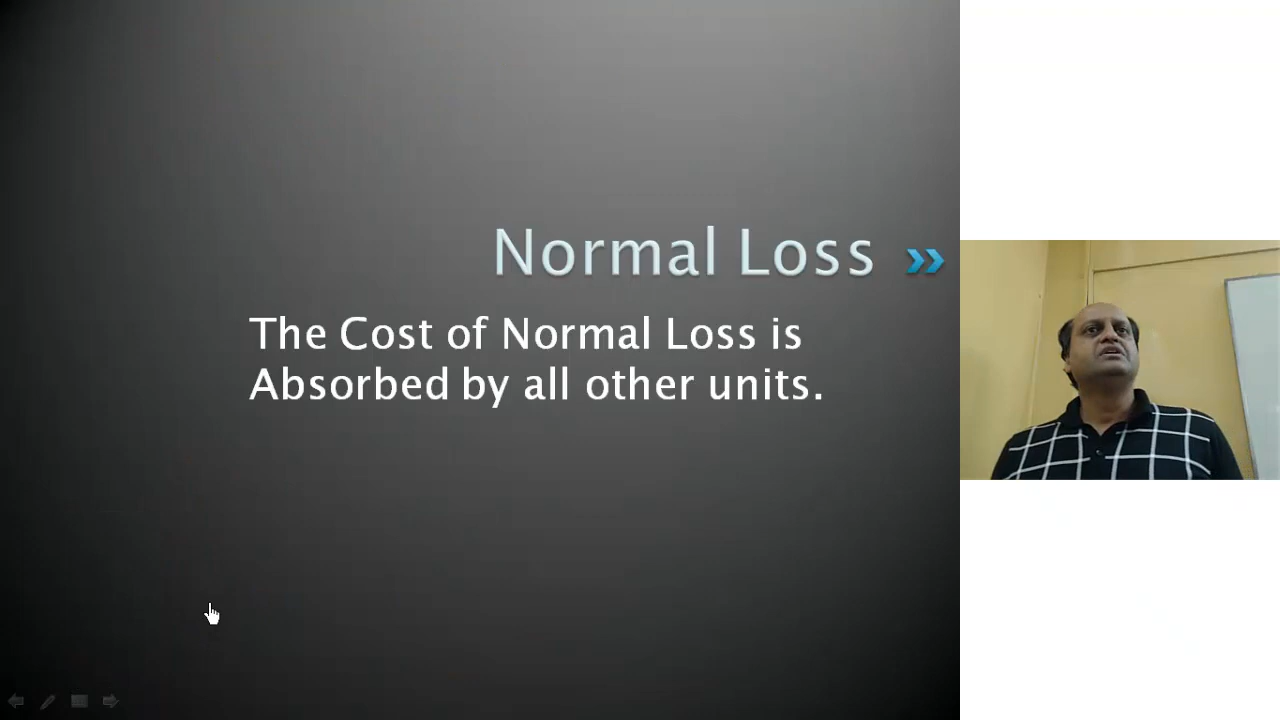 Normal Loss
The Cost of Normal Loss is
Absorbed by all other units.